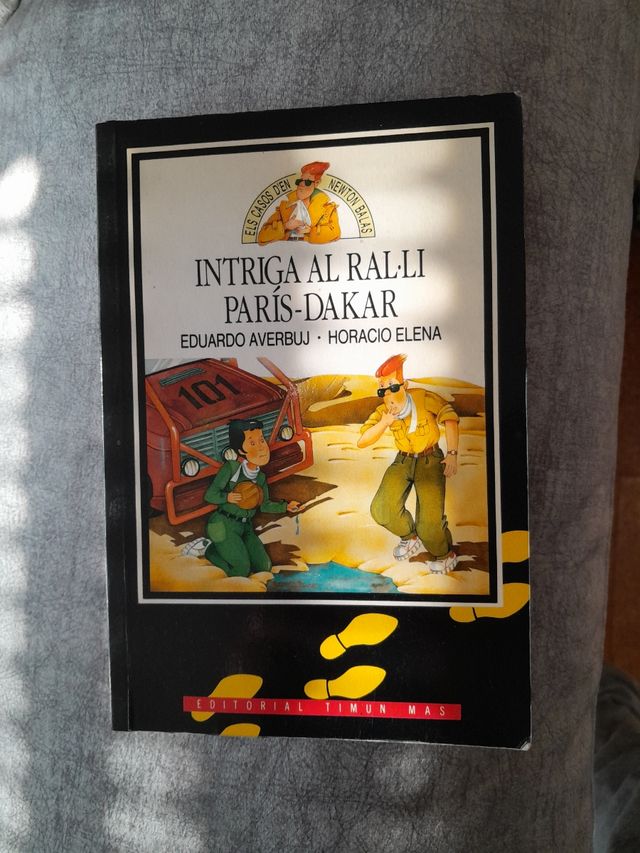 ELS CASOS D'EN NEWTON BALAS
INTRIGA AL RAL·LI
PARÍS-DAKAR
EDUARDO AVERBUJ · HORACIO ELENA
101
EDITORIAL TIMUN MAS